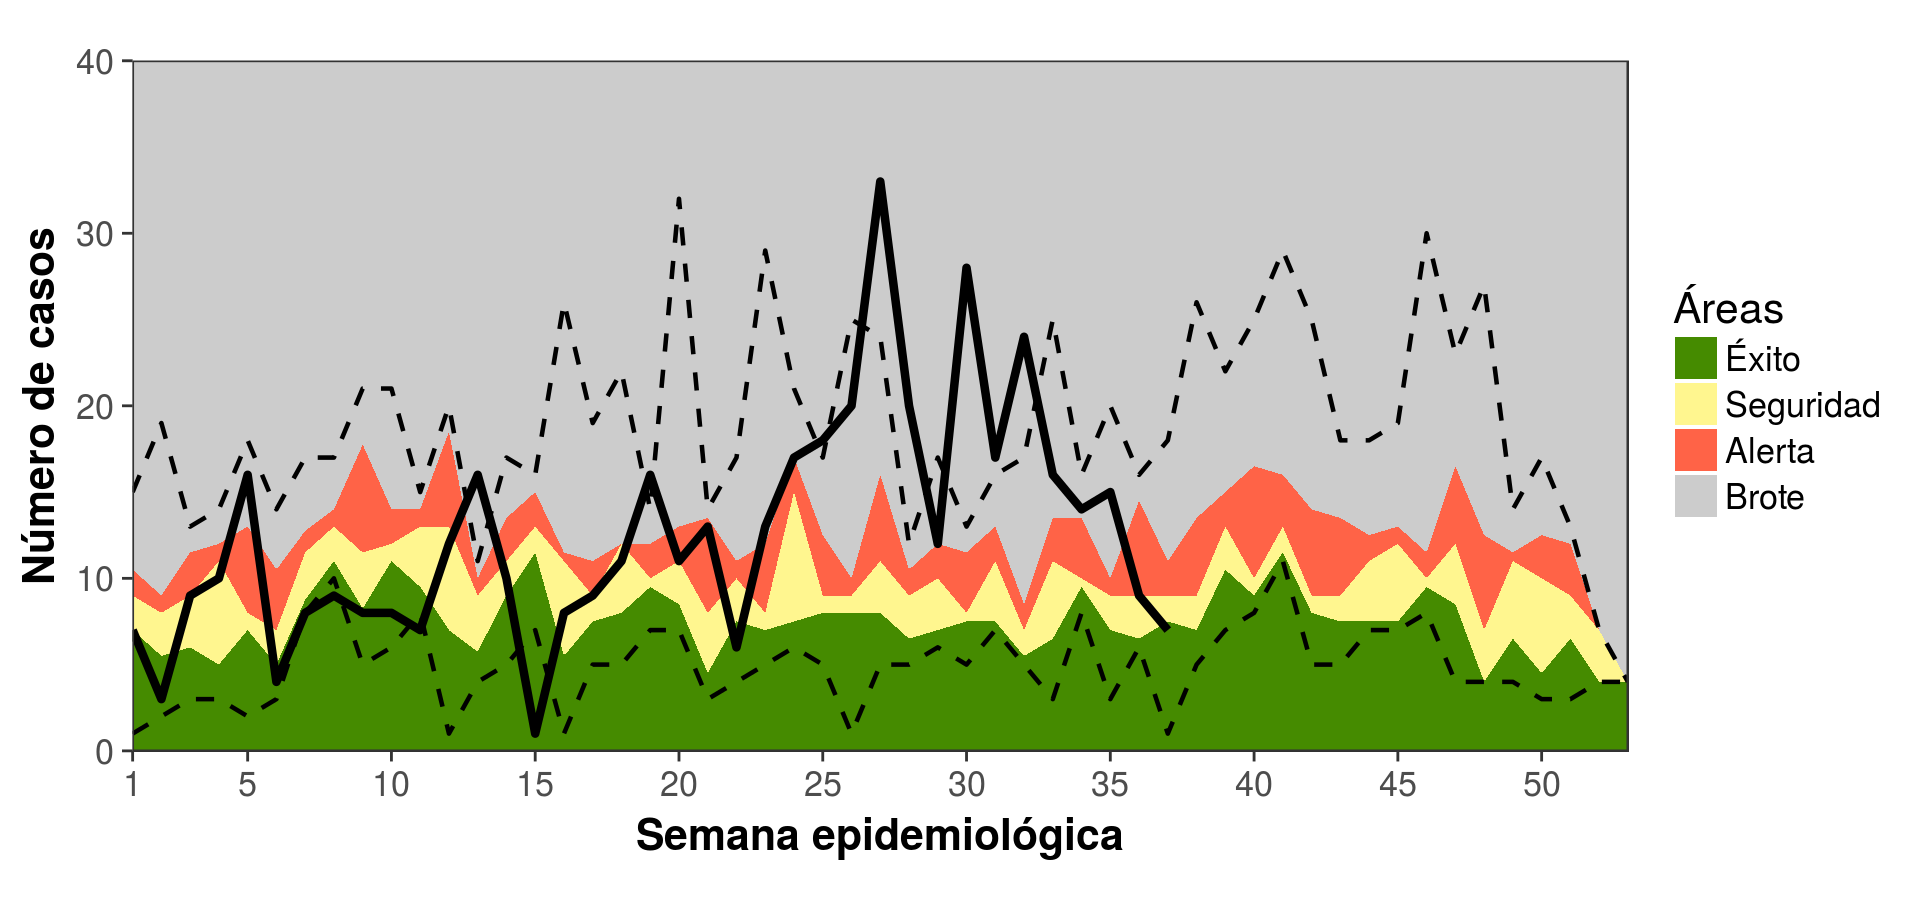 Número de casos
40
30
20
10
0
1 5 10 15 20 25 30 35 40 45 50
Semana epidemiológica
Áreas
Éxito
Seguridad
Alerta
Brote